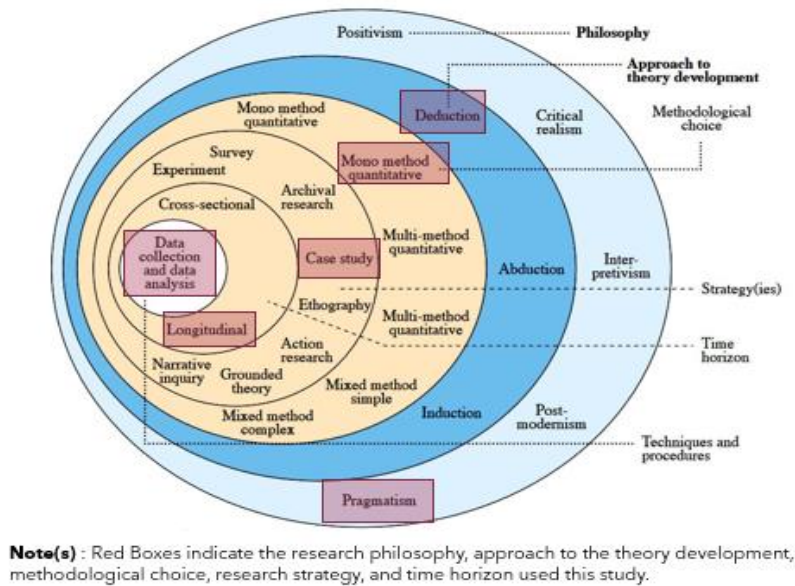 Positivism
Philosophy
Approach to
theory development
Mono method
quantitative
Deduction
Critical
realism
Methodological
choice
Survey
Mono method
quantitative
Experiment
Archival
research
Cross-sectional
Data
collection
and data
analysis
Case study
Multi-method
quantitative
Abduction
Inter-
pretivism
Strategy(ies)
Ethography
Multi-method
quantitative
Longitudinal
Action
research
Time
horizon
Narrative
inquiry
Grounded
theory
Mixed method
simple
Mixed method
complex
Induction
Post-
modernism
Techniques and
procedures
Pragmatism
Note(s) : Red Boxes indicate the research philosophy, approach to the theory development,
methodological choice, research strategy, and time horizon used this study.